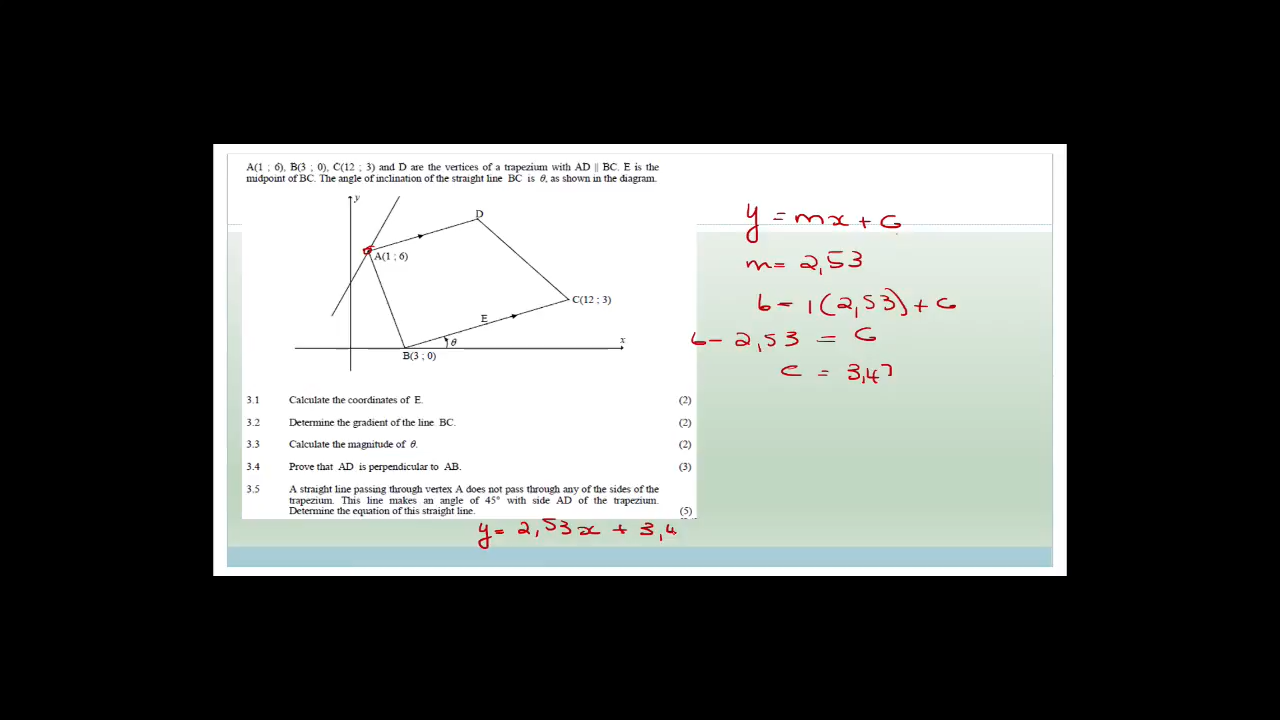 A(1 ; 6), B(3 ; 0), C(12 ; 3) and D are the vertices of a trapezium with AD || BC. E is the
midpoint of BC. The angle of inclination of the straight line BC is θ, as shown in the diagram.
y
D
A(1 ; 6)
C(12 ; 3)
E
θ
x
B(3 ; 0)
3.1 Calculate the coordinates of E. (2)
3.2 Determine the gradient of the line BC. (2)
3.3 Calculate the magnitude of θ. (2)
3.4 Prove that AD is perpendicular to AB. (3)
3.5 A straight line passing through vertex A does not pass through any of the sides of the
trapezium. This line makes an angle of 45° with side AD of the trapezium.
Determine the equation of this straight line. (5)
y = 2,53x + 3,4
y = mx + c
m = 2,53
6 = 1(2,53) + c
6 - 2,53 = c
c = 3,47